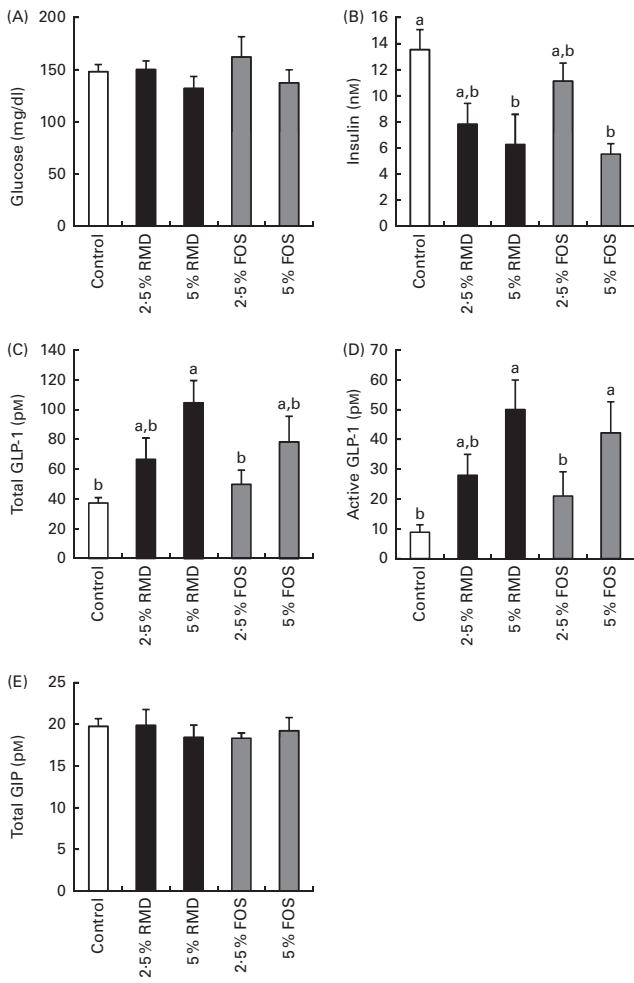 (A)
200
150
100
50
0
Glucose (mg/dl)
Control
2·5 % RMD
5 % RMD
2·5 % FOS
5 % FOS
(B)
16
14
12
10
8
6
4
2
0
Insulin (nM)
a
a,b
b
a,b
b
Control
2·5 % RMD
5 % RMD
2·5 % FOS
5 % FOS
(C)
140
120
100
80
60
40
20
0
Total GLP-1 (pM)
b
a,b
a
b
a,b
Control
2·5 % RMD
5 % RMD
2·5 % FOS
5 % FOS
(D)
70
60
50
40
30
20
10
0
Active GLP-1 (pM)
b
a,b
a
b
a
Control
2·5 % RMD
5 % RMD
2·5 % FOS
5 % FOS
(E)
25
20
15
10
5
0
Total GIP (pM)
Control
2·5 % RMD
5 % RMD
2·5 % FOS
5 % FOS